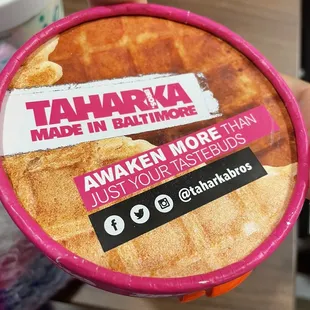 TAHARKA
MADE IN BALTIMORE
AWAKEN MORE THAN
JUST YOUR TASTEBUDS
@taharkabros